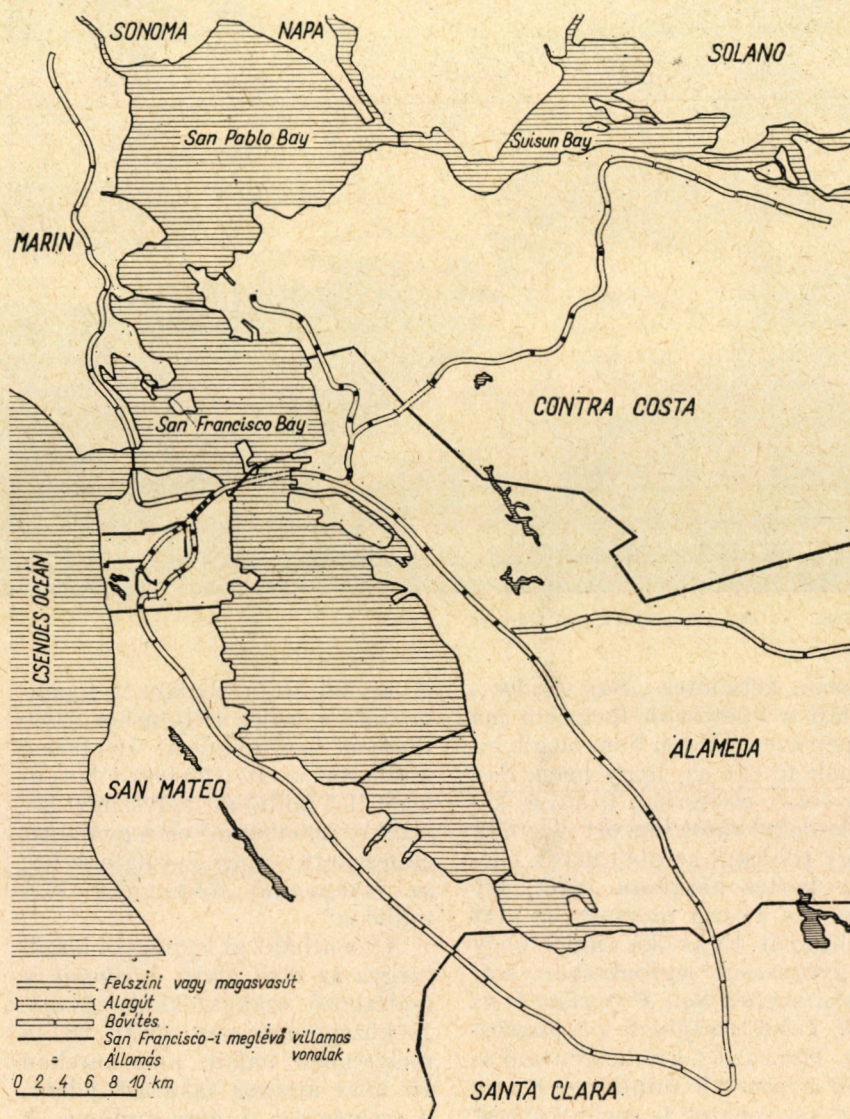 SONOMA
NAPA
SOLANO
San Pablo Bay
Suisun Bay
MARIN
San Francisco Bay
CONTRA COSTA
CSENDES OCEÁN
SAN MATEO
ALAMEDA
SANTA CLARA
Felszíni vagy magasvasút
Alagút
Bővítés
San Francisco-i meglévő villamos
vonalak
Állomás
0 2 4 6 8 10 km